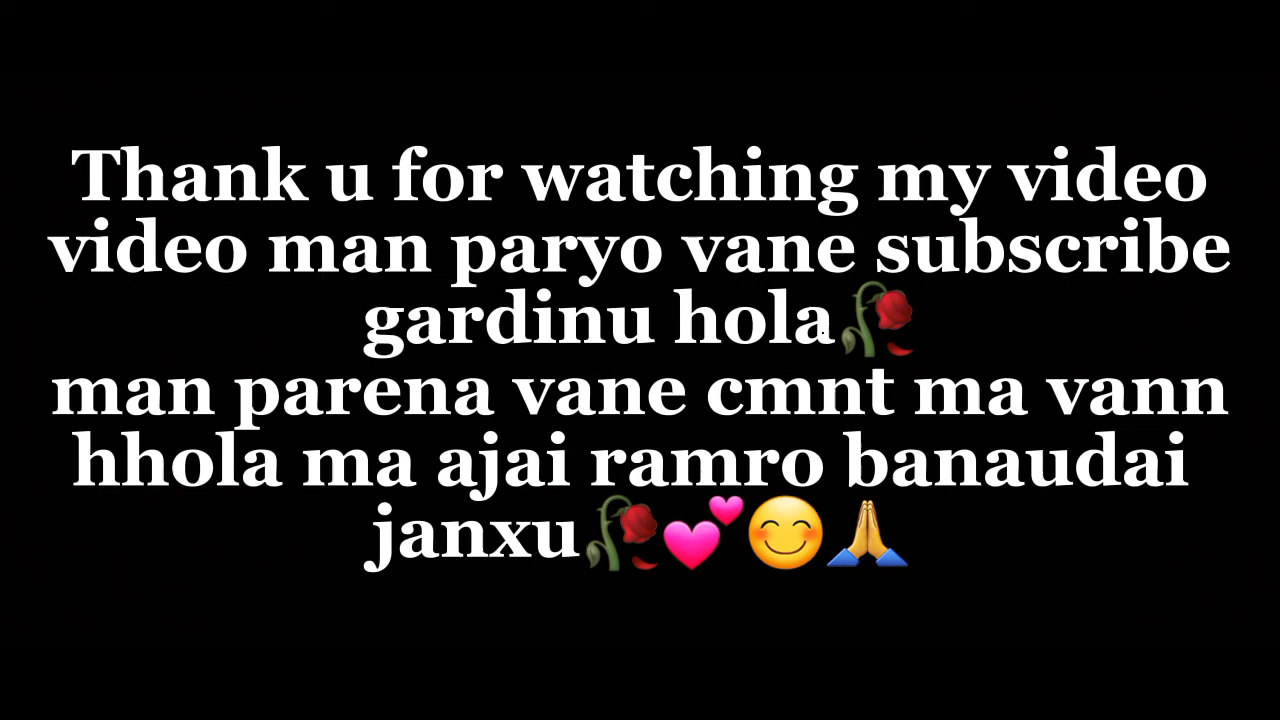 Thank u for watching my video
video man paryo vane subscribe
gardinu hola🥀
man parena vane cmnt ma vann
hhola ma ajai ramro banaudai
janxu🥀💕😊🙏